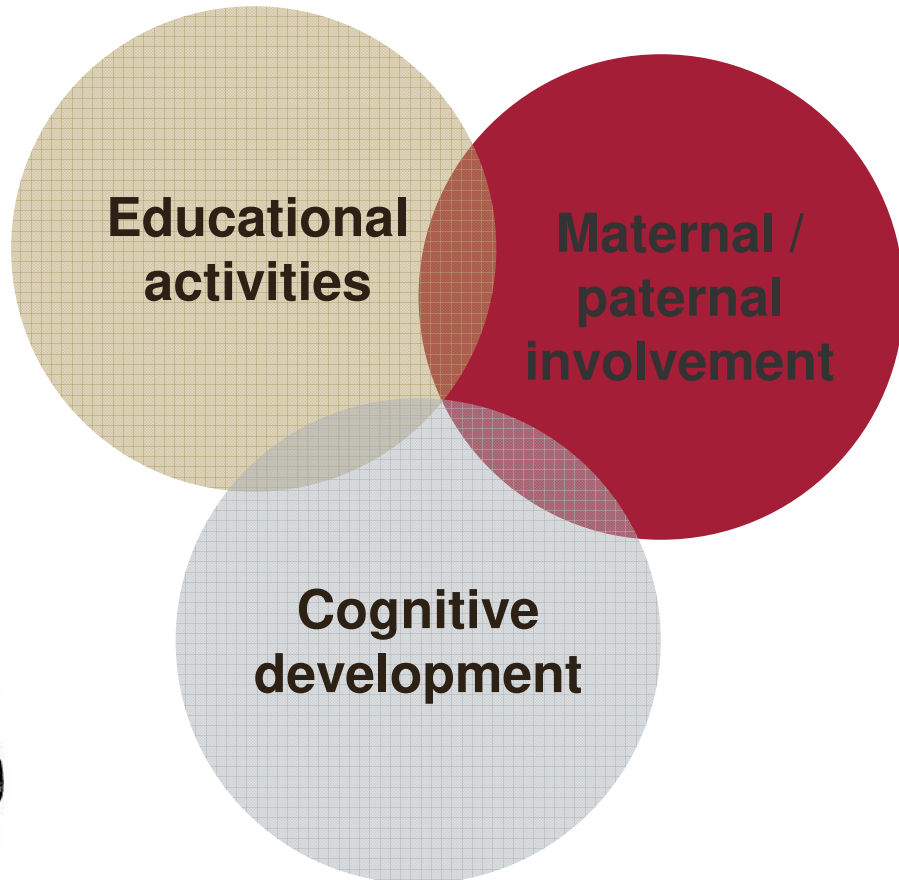 Educational
activities
Maternal /
paternal
involvement
Cognitive
development